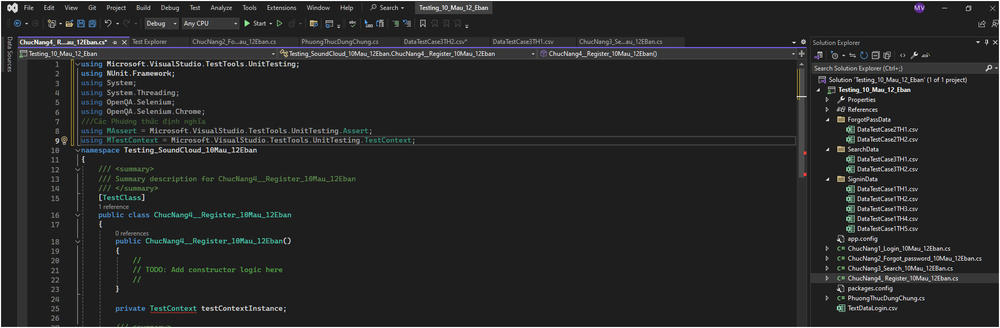 File Edit View Git Project Build Debug Test Analyze Tools Extensions Window Help Search Testing_10_Mau_12_Eban MV
Debug Any CPU Start abc
Data Sources
ChucNang4_R...au_12Eban.cs* Test Explorer ChucNang2_Fo...au_12Eban.cs PhuongThucDungChung.cs DataTestCase3TH2.csv* DataTestCase3TH1.csv ChucNang3_Se...au_12EBan.cs
Testing_10_Mau_12_Eban Testing_SoundCloud_10Mau_12Eban.ChucNang4__Register_10Mau_12Eban ChucNang4__Register_10Mau_12Eban()
1 using Microsoft.VisualStudio.TestTools.UnitTesting;
2 using NUnit.Framework;
3 using System;
4 using System.Threading;
5 using OpenQA.Selenium;
6 using OpenQA.Selenium.Chrome;
7 ///Các Phương thức định nghĩa
8 using MAssert = Microsoft.VisualStudio.TestTools.UnitTesting.Assert;
9 using MTestContext = Microsoft.VisualStudio.TestTools.UnitTesting.TestContext;
10 namespace Testing_SoundCloud_10Mau_12Eban
11 {
12 /// <summary>
13 /// Summary description for ChucNang4__Register_10Mau_12Eban
14 /// </summary>
15 [TestClass]
1 reference
16 public class ChucNang4__Register_10Mau_12Eban
17 {
0 references
18 public ChucNang4__Register_10Mau_12Eban()
19 {
20 //
21 // TODO: Add constructor logic here
22 //
23 }
24
25 private TestContext testContextInstance;
26
27 /// <summary>
Solution Explorer
Search Solution Explorer (Ctrl+;)
Solution 'Testing_10_Mau_12_Eban' (1 of 1 project)
Testing_10_Mau_12_Eban
Properties
References
ForgotPassData
DataTestCase2TH1.csv
DataTestCase2TH2.csv
SearchData
DataTestCase3TH1.csv
DataTestCase3TH2.csv
SigninData
DataTestCase1TH1.csv
DataTestCase1TH2.csv
DataTestCase1TH3.csv
DataTestCase1TH4.csv
DataTestCase1TH5.csv
app.config
C# ChucNang1_Login_10Mau_12Eban.cs
C# ChucNang2_Forgot_password_10Mau_12Eban.cs
C# ChucNang3_Search_10Mau_12EBan.cs
C# ChucNang4_ Register_10Mau_12Eban.cs
packages.config
C# PhuongThucDungChung.cs
TextDataLogin.csv